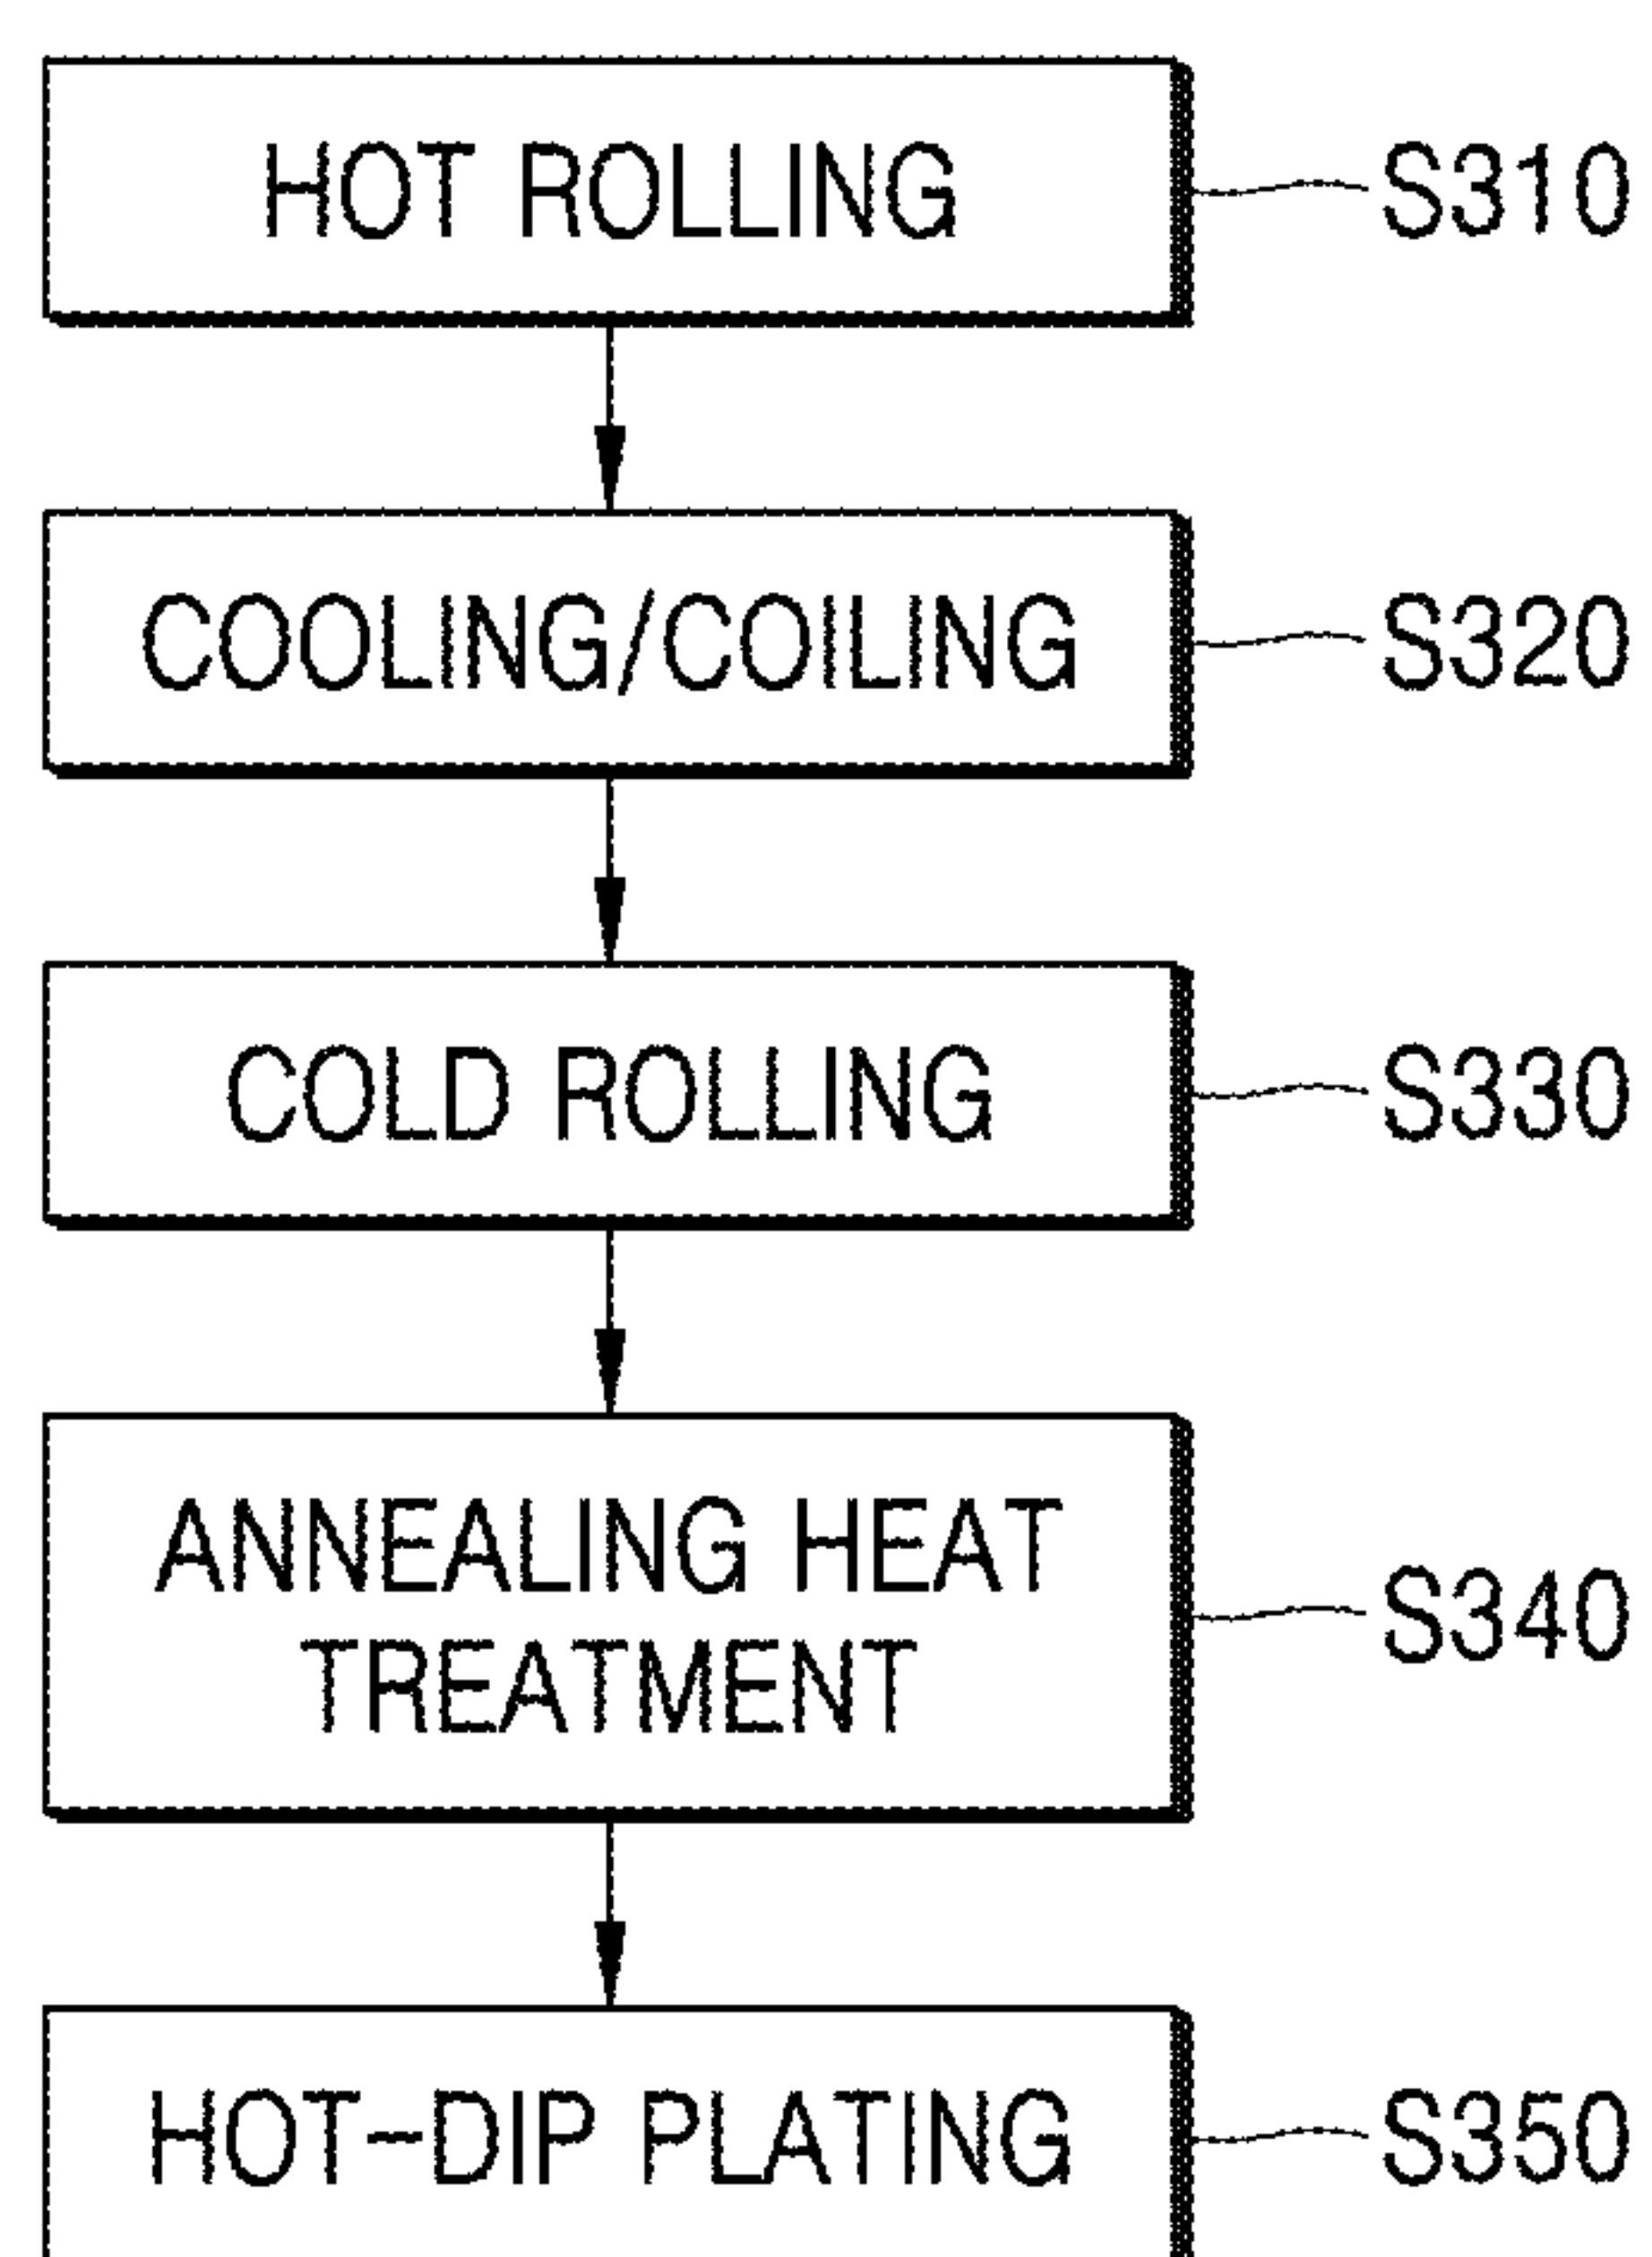 HOT ROLLING
S310
COOLING/COILING
S320
COLD ROLLING
S330
ANNEALING HEAT
TREATMENT
S340
HOT-DIP PLATING
S350